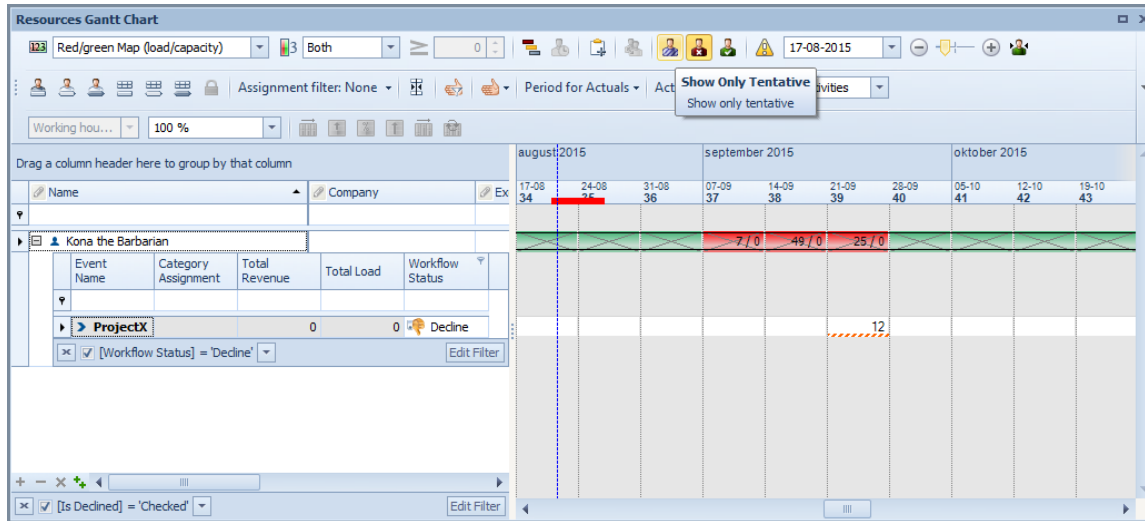 Resources Gantt Chart
123 Red/green Map (load/capacity) 3 Both 0 17-08-2015
Assignment filter: None Period for Actuals Act ivities
Show Only Tentative
Show only tentative
Working hou... 100 %
Drag a column header here to group by that column
august 2015 september 2015 oktober 2015
Name Company Ex
17-08 24-08 31-08 07-09 14-09 21-09 28-09 05-10 12-10 19-10
34 25 36 37 38 39 40 41 42 43
Kona the Barbarian 7 / 0 49 / 0 25 / 0
Event Name Category Assignment Total Revenue Total Load Workflow Status
ProjectX 0 0 Decline 12
[Workflow Status] = 'Decline' Edit Filter
[Is Declined] = 'Checked' Edit Filter